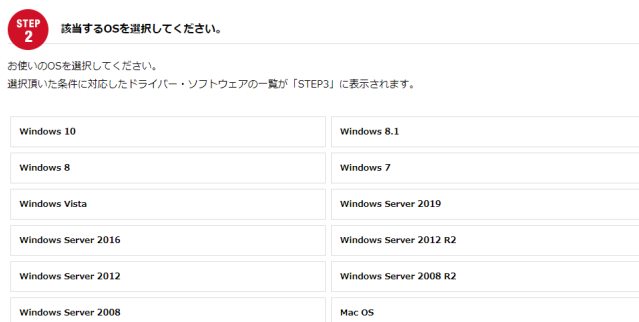 STEP
2
該当するOSを選択してください。
お使いのOSを選択してください。
選択頂いた条件に対応したドライバー・ソフトウェアの一覧が「STEP3」に表示されます。
Windows 10
Windows 8.1
Windows 8
Windows 7
Windows Vista
Windows Server 2019
Windows Server 2016
Windows Server 2012 R2
Windows Server 2012
Windows Server 2008 R2
Windows Server 2008
Mac OS